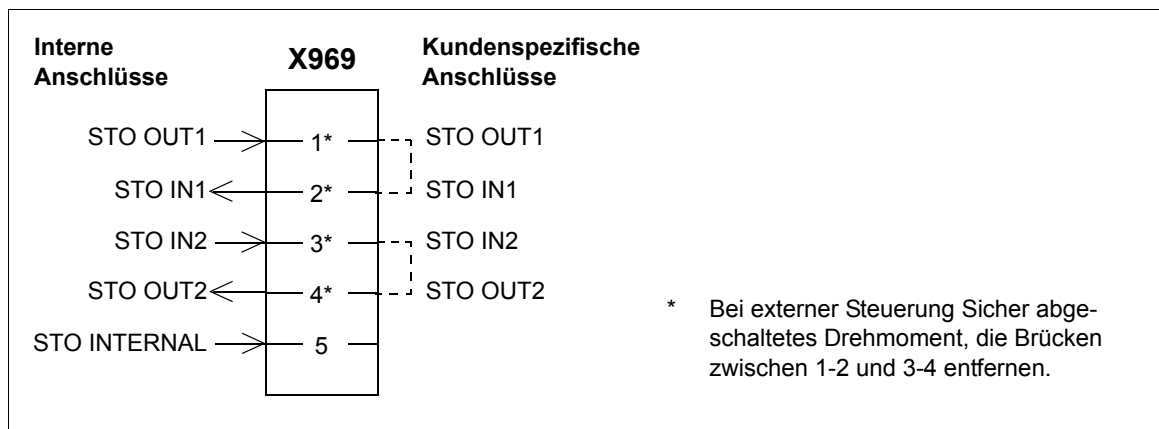 Interne
Anschlüsse
X969
Kundenspezifische
Anschlüsse
STO OUT1 1* STO OUT1
STO IN1 2* STO IN1
STO IN2 3* STO IN2
STO OUT2 4* STO OUT2
STO INTERNAL 5
* Bei externer Steuerung Sicher abge-
schaltetes Drehmoment, die Brücken
zwischen 1-2 und 3-4 entfernen.